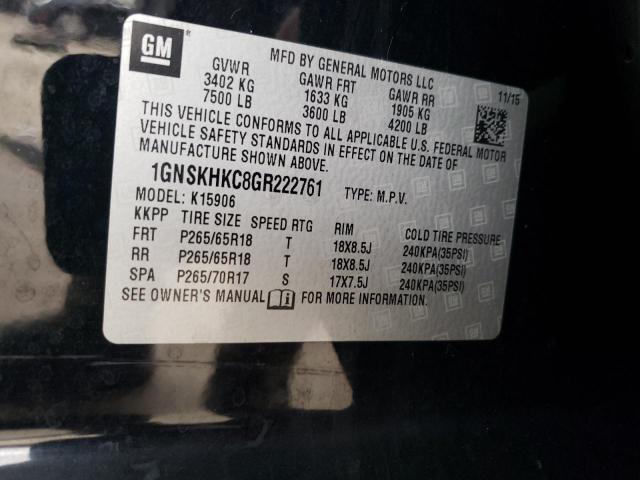 GM
MFD BY GENERAL MOTORS LLC
GVWR GAWR FRT GAWR RR 11/15
3402 KG 1633 KG 1905 KG
7500 LB 3600 LB 4200 LB
THIS VEHICLE CONFORMS TO ALL APPLICABLE U.S. FEDERAL MOTOR
VEHICLE SAFETY STANDARDS IN EFFECT ON THE DATE OF
MANUFACTURE SHOWN ABOVE.
1GNSKHKC8GR222761 TYPE: M.P.V.
MODEL: K15906
KKPP TIRE SIZE SPEED RTG RIM COLD TIRE PRESSURE
FRT P265/65R18 T 18X8.5J 240KPA(35PSI)
RR P265/65R18 T 18X8.5J 240KPA(35PSI)
SPA P265/70R17 S 17X7.5J 240KPA(35PSI)
SEE OWNER'S MANUAL FOR MORE INFORMATION.